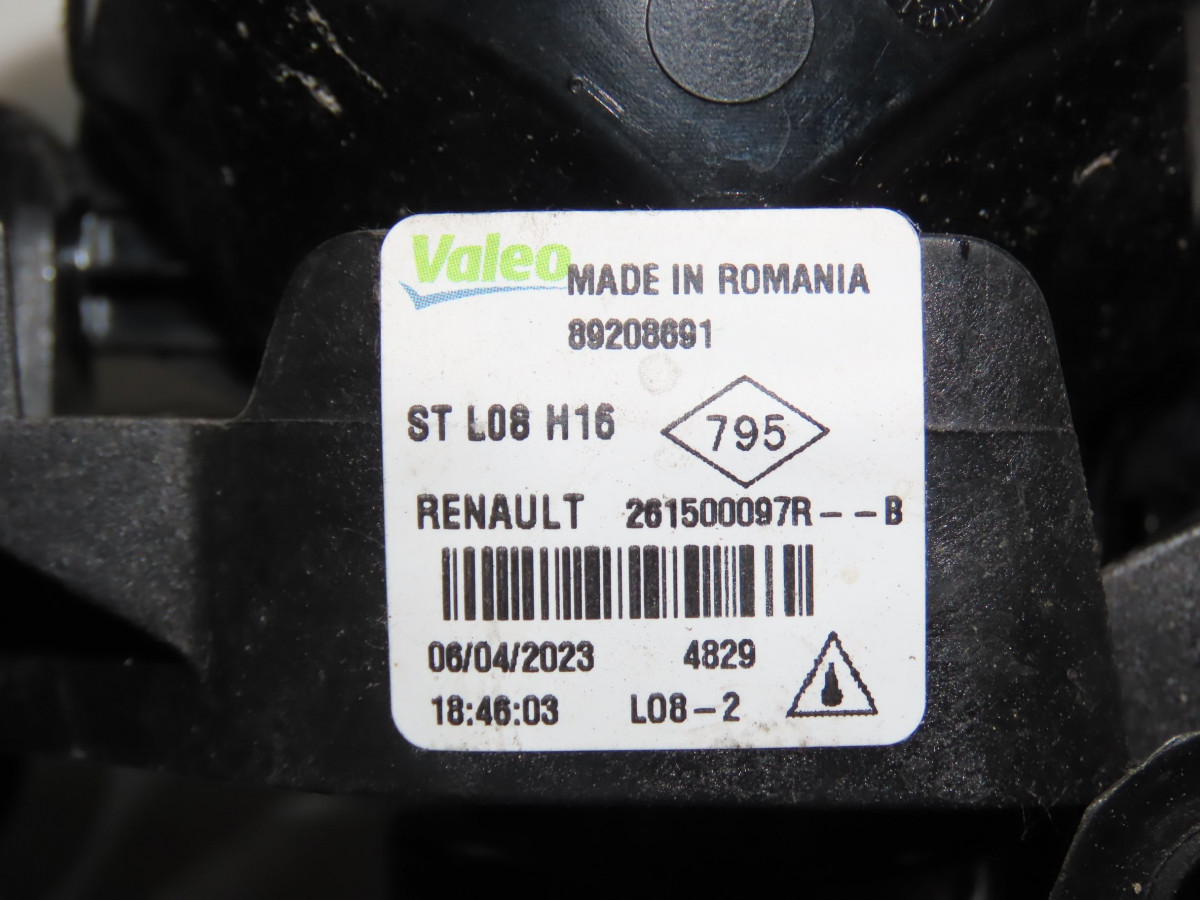 Valeo MADE IN ROMANIA
89208691
ST L08 H16 795
RENAULT 261500097R--B
06/04/2023 4829
18:46:03 L08-2